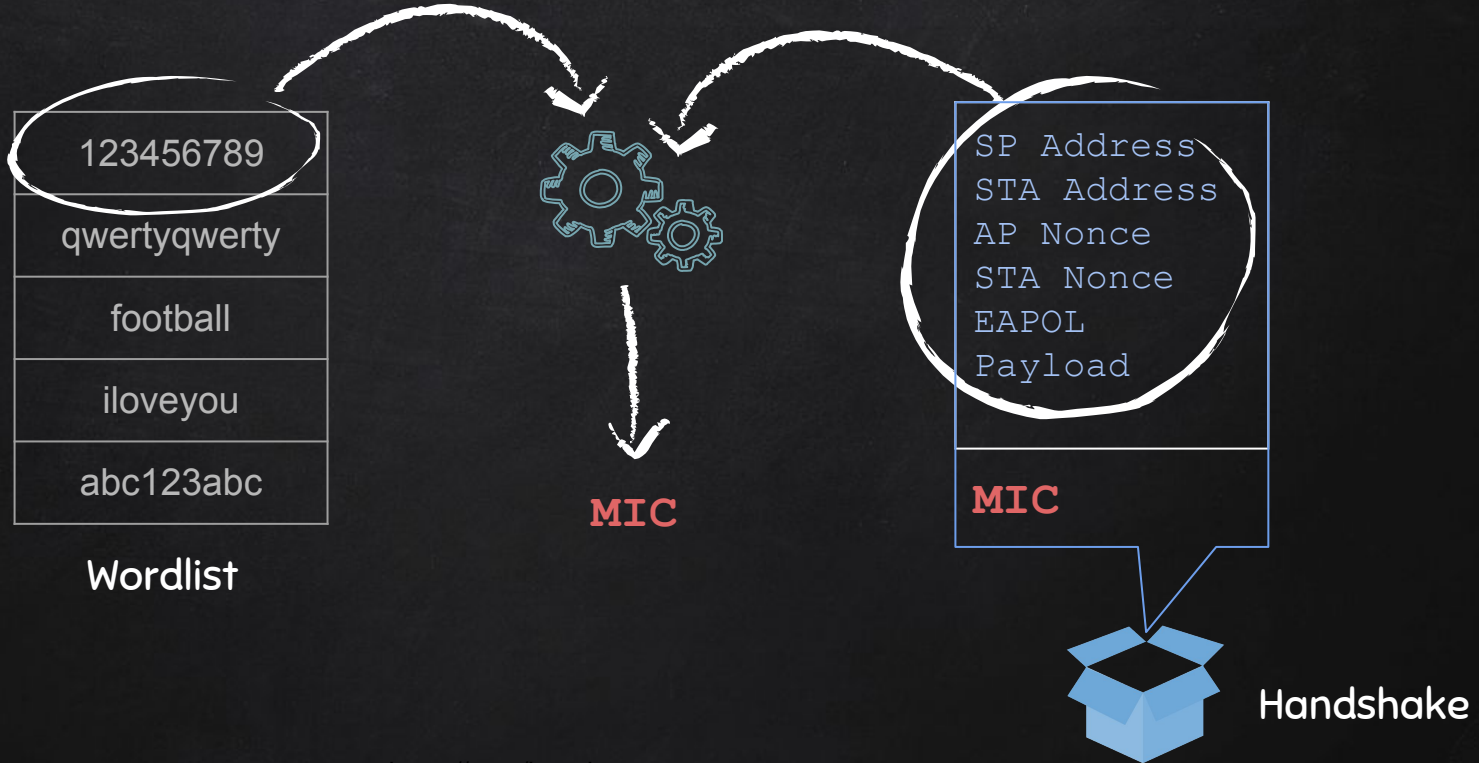 123456789
qwertyqwerty
football
iloveyou
abc123abc
Wordlist
MIC
SP Address
STA Address
AP Nonce
STA Nonce
EAPOL
Payload
MIC
Handshake